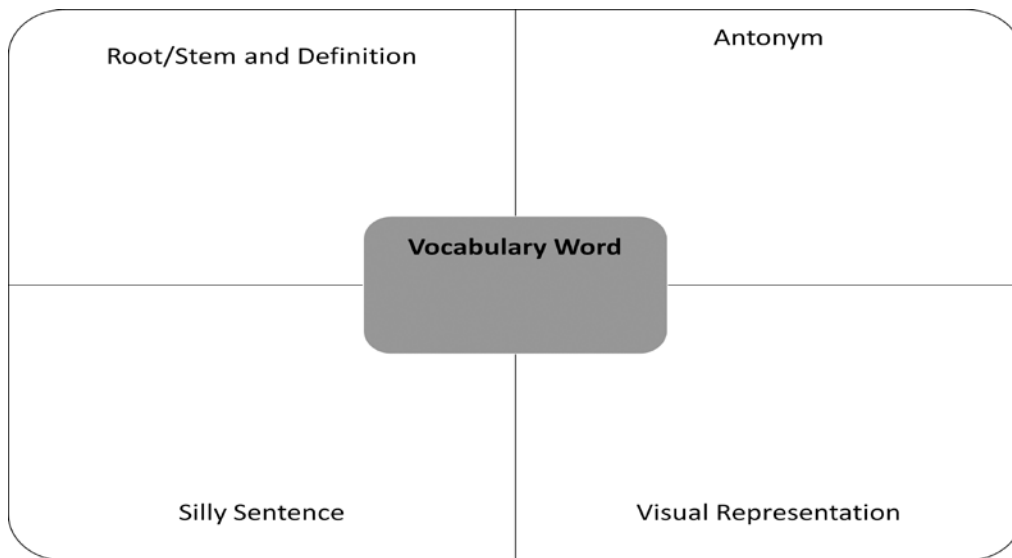 Root/Stem and Definition
Antonym
Vocabulary Word
Silly Sentence
Visual Representation